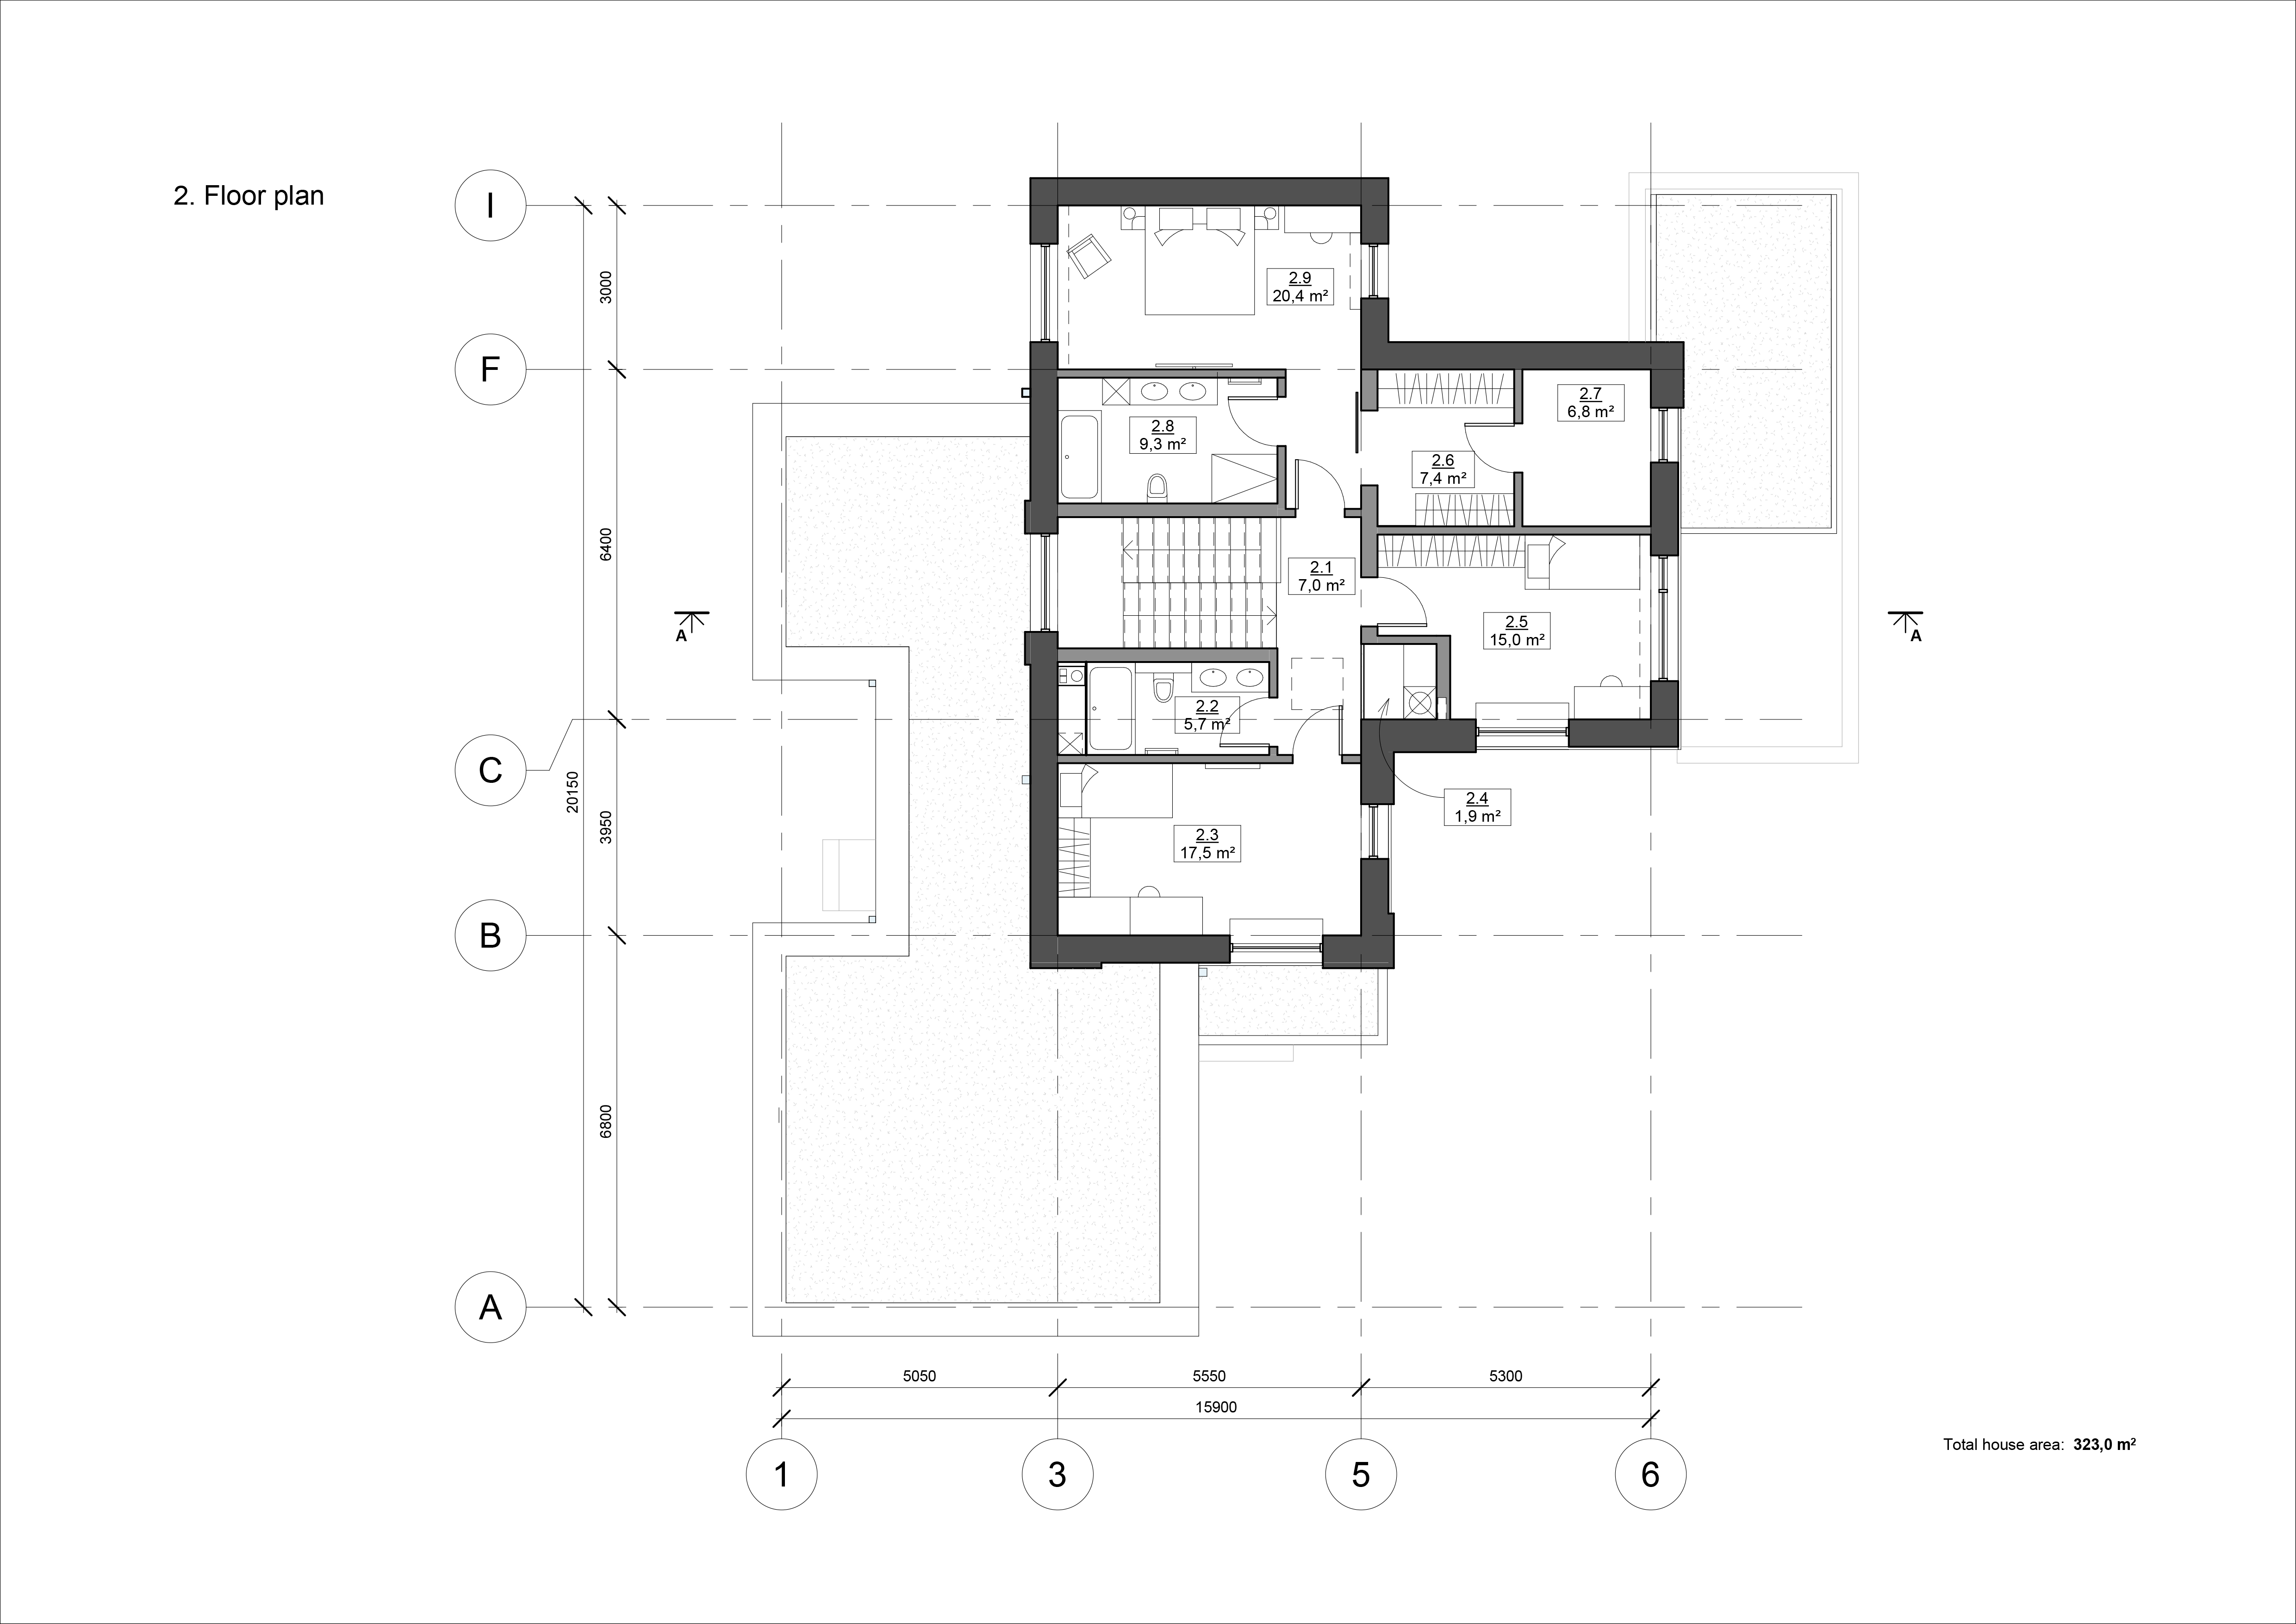 2. Floor plan
I
F
C
B
A
3000
6400
3950
6800
20150
2.9
20,4 m²
2.8
9,3 m²
2.7
6,8 m²
2.6
7,4 m²
2.1
7,0 m²
2.5
15,0 m²
A
A
2.2
5,7 m²
2.4
1,9 m²
2.3
17,5 m²
5050
5550
5300
15900
1
3
5
6
Total house area: 323,0 m²